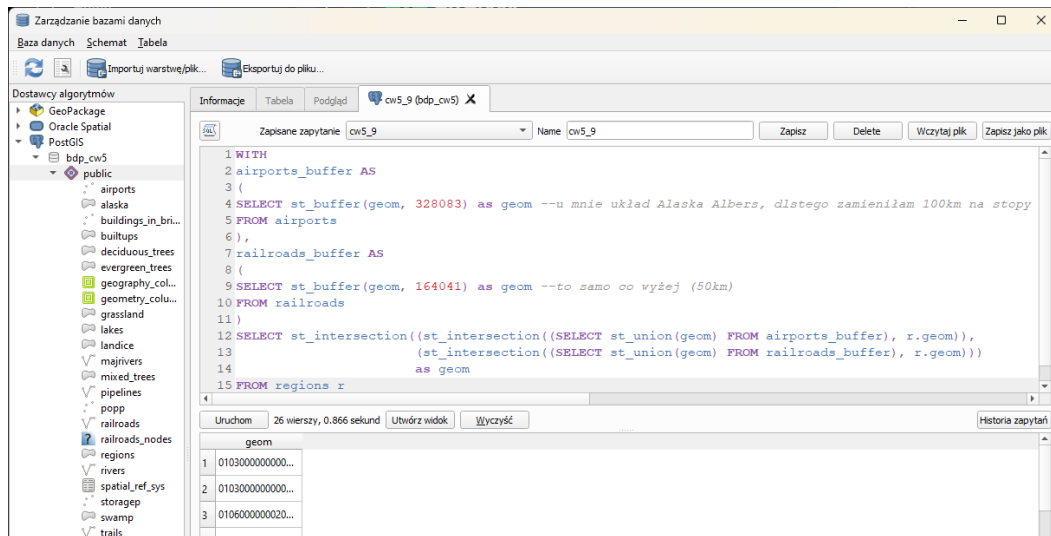 Zarządzanie bazami danych
Baza danych Schemat Tabela
Importuj warstwę/plik... Eksportuj do pliku...
Dostawcy algorytmów
GeoPackage
Oracle Spatial
PostGIS
bdp_cw5
public
airports
alaska
buildings_in_bri...
builtups
deciduous_trees
evergreen_trees
geography_col...
geometry_colu...
grassland
lakes
landice
majrivers
mixed_trees
pipelines
popp
railroads
railroads_nodes
regions
rivers
spatial_ref_sys
storagep
swamp
trails
Informacje Tabela Podgląd cw5_9 (bdp_cw5) X
Zapisane zapytanie cw5_9 Name cw5_9 Zapisz Delete Wczytaj plik Zapisz jako plik
1 WITH
2 airports_buffer AS
3 (
4 SELECT st_buffer(geom, 328083) as geom --u mnie układ Alaska Albers, dlstego zamieniłam 100km na stopy
5 FROM airports
6 ),
7 railroads_buffer AS
8 (
9 SELECT st_buffer(geom, 164041) as geom --to samo co wyżej (50km)
10 FROM railroads
11 )
12 SELECT st_intersection((st_intersection((SELECT st_union(geom) FROM airports_buffer), r.geom)),
13 (st_intersection((SELECT st_union(geom) FROM railroads_buffer), r.geom)))
14 as geom
15 FROM regions r
Uruchom 26 wierszy, 0.866 sekund Utwórz widok Wyczyść Historia zapytań
geom
1 0103000000000...
2 0103000000000...
3 0106000000020...